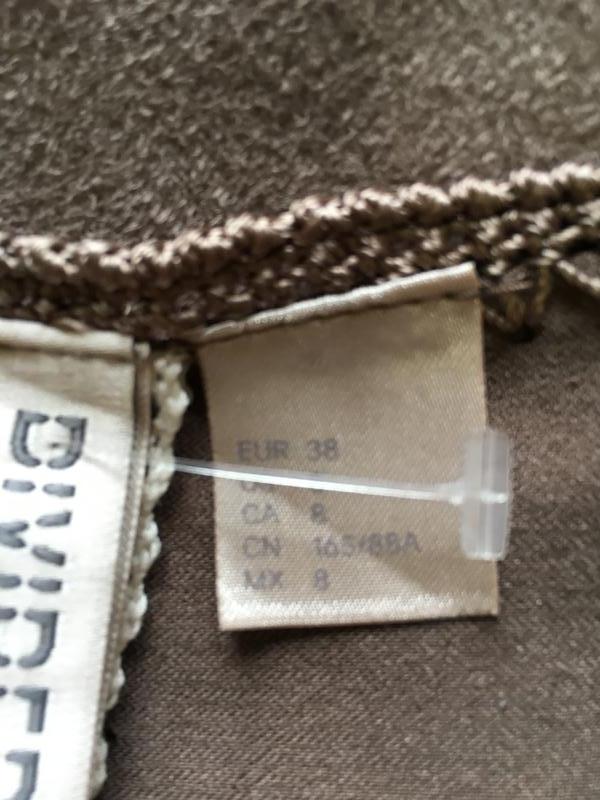 DIVIDED
EUR 38
CA 8
CN 165/88A
MX 8